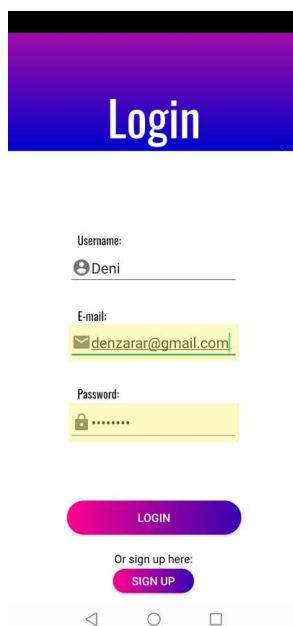 Login
Username:
Deni
E-mail:
denzarar@gmail.com
Password:
••••••••
LOGIN
Or sign up here:
SIGN UP